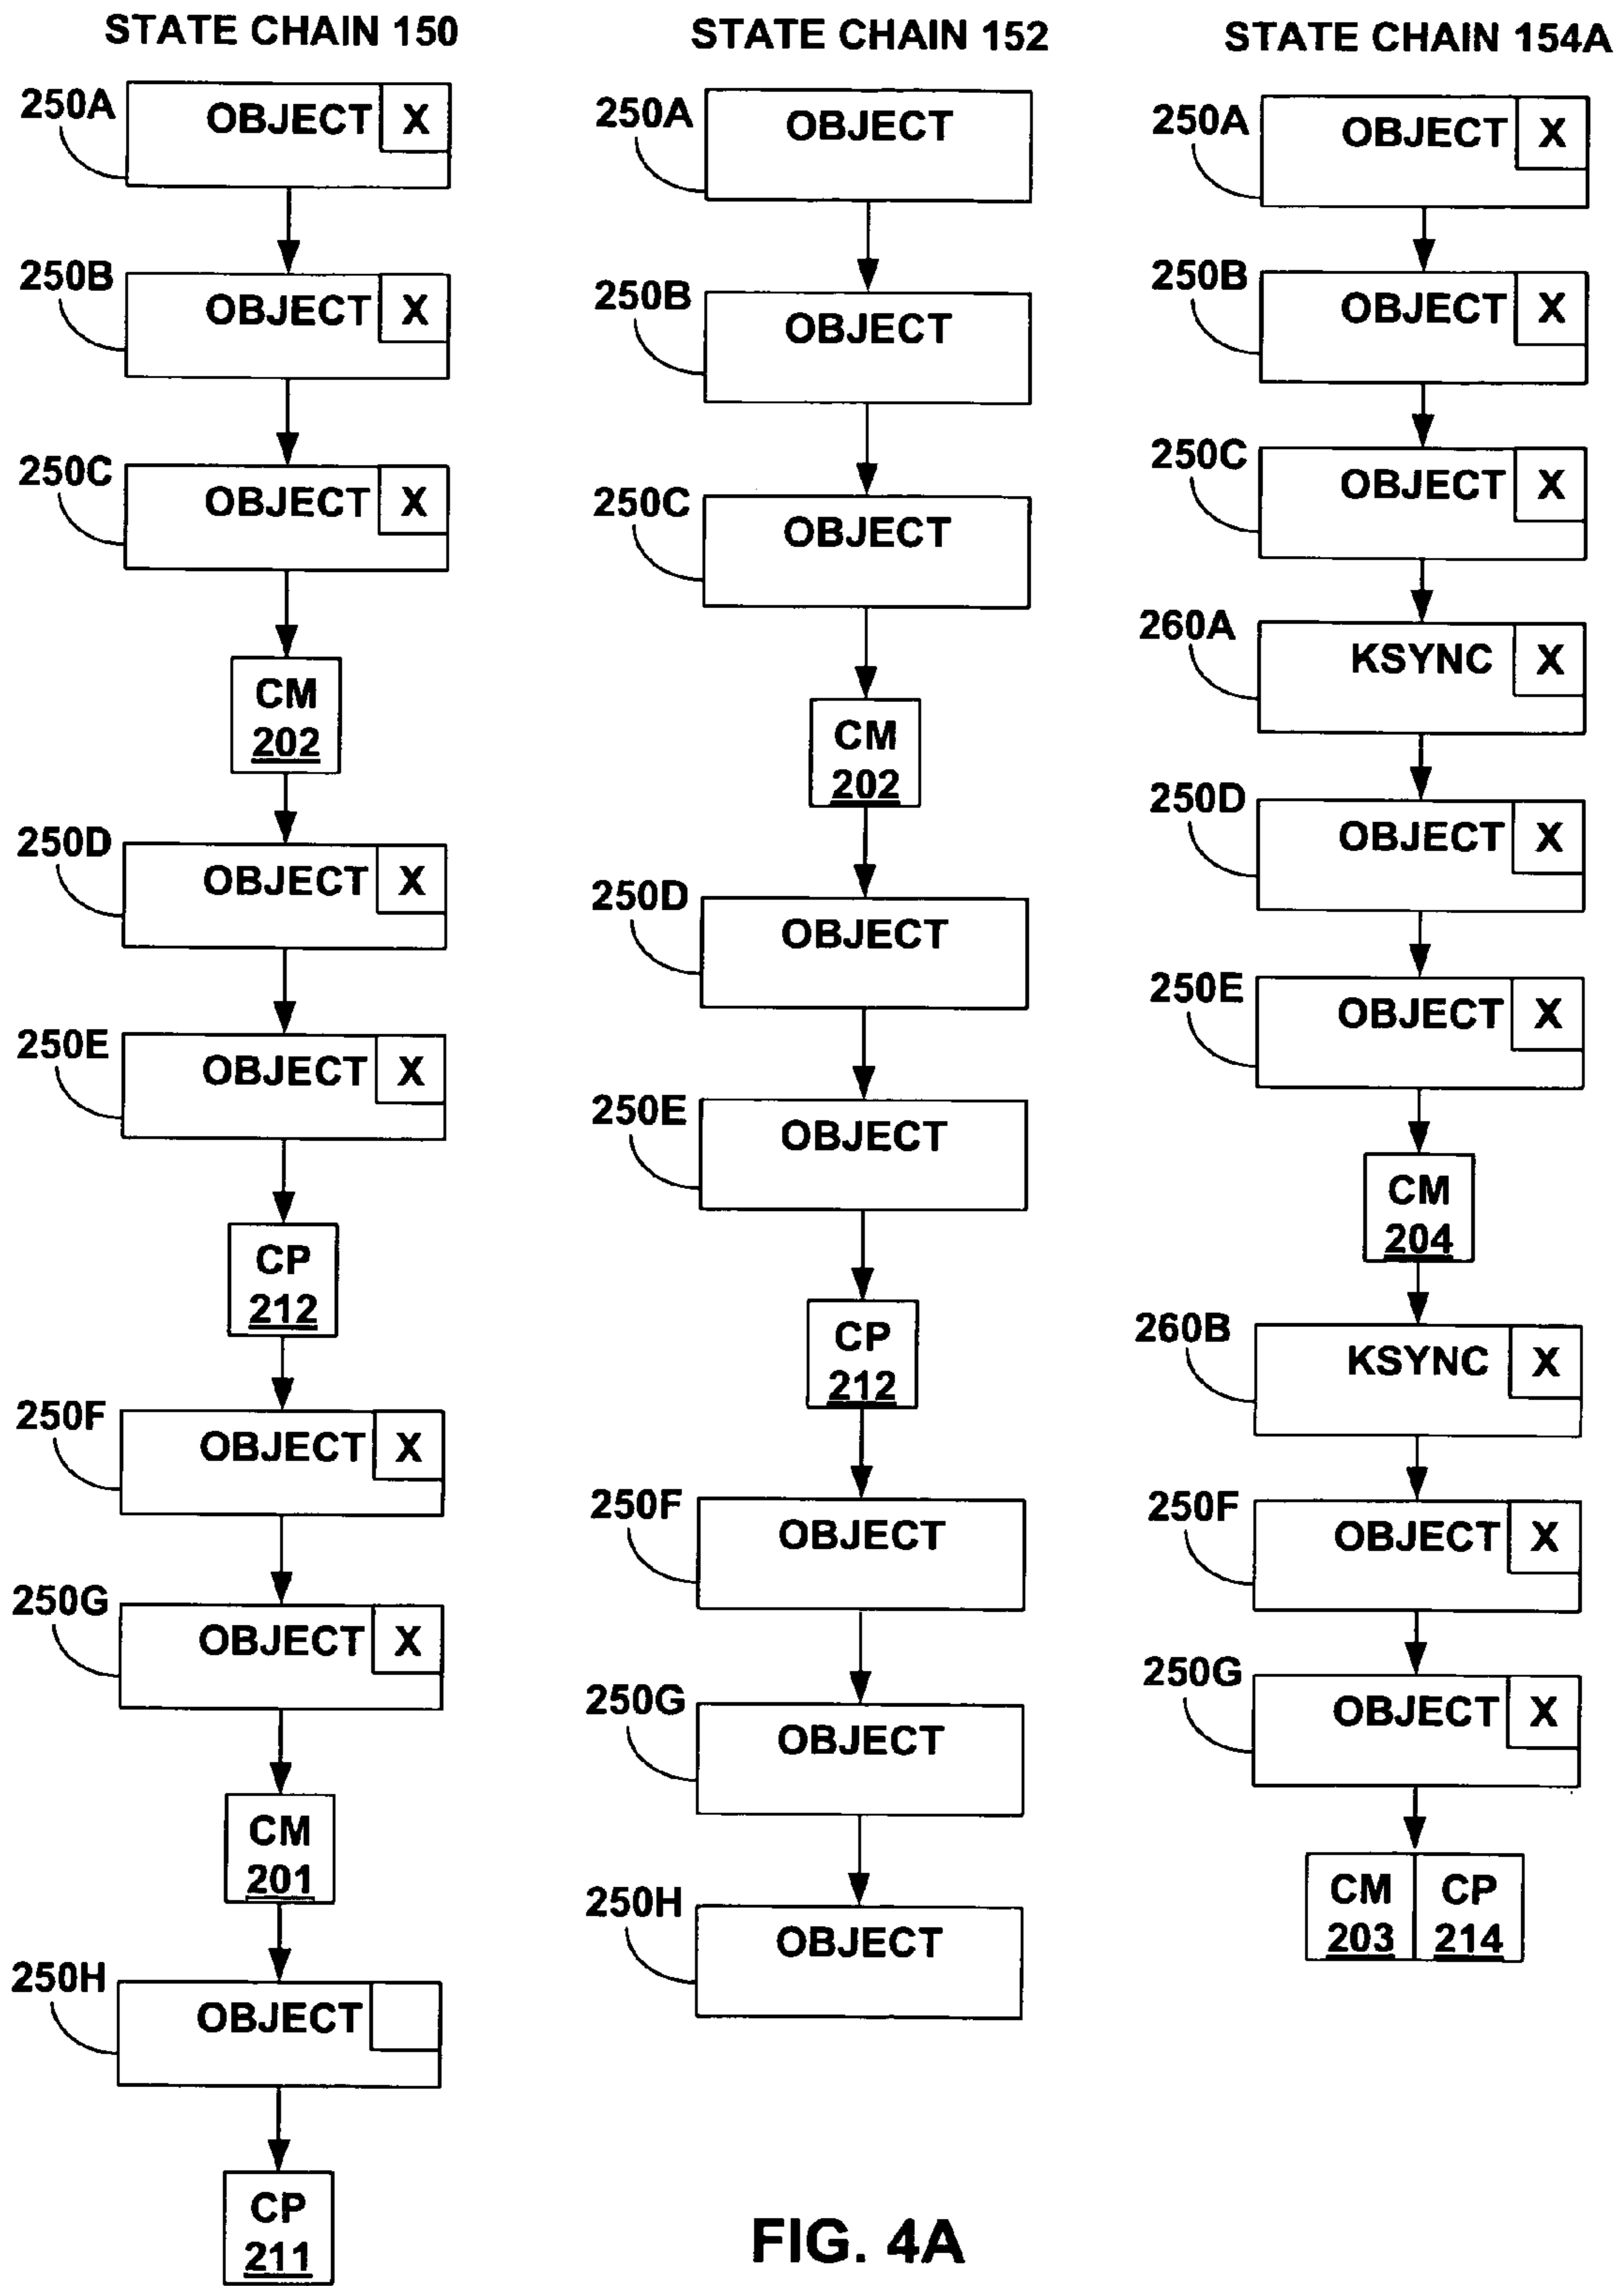 STATE CHAIN 150
250A
OBJECT X
250B
OBJECT X
250C
OBJECT X
CM
202
250D
OBJECT X
250E
OBJECT X
CP
212
250F
OBJECT X
250G
OBJECT X
CM
201
250H
OBJECT
CP
211
STATE CHAIN 152
250A
OBJECT
250B
OBJECT
250C
OBJECT
CM
202
250D
OBJECT
250E
OBJECT
CP
212
250F
OBJECT
250G
OBJECT
250H
OBJECT
STATE CHAIN 154A
250A
OBJECT X
250B
OBJECT X
250C
OBJECT X
260A
KSYNC X
250D
OBJECT X
250E
OBJECT X
CM
204
260B
KSYNC X
250F
OBJECT X
250G
OBJECT X
CM CP
203 214
FIG. 4A